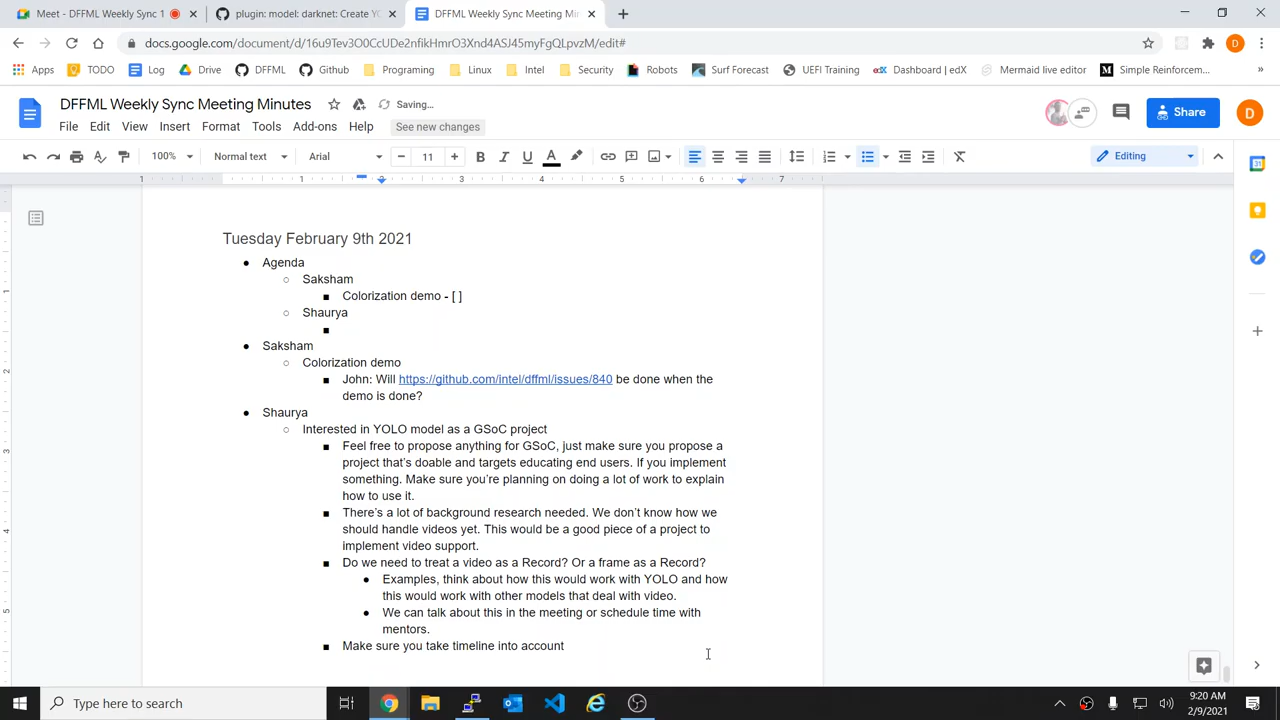 Meet - DFFML Weekly Sync 1
plugin: model: darknet: Create YO
DFFML Weekly Sync Meeting Min
docs.google.com/document/d/16u9Tev3O0CcUDe2nfikHmrO3Xnd4ASJ45myFgQLpvzM/edit#
D
Apps
TODO
Log
Drive
DFFML
Github
Programing
Linux
Intel
Security
Robots
Surf Forecast
UEFI Training
Dashboard | edX
Mermaid live editor
Simple Reinforcem...
DFFML Weekly Sync Meeting Minutes
Saving...
File Edit View Insert Format Tools Add-ons Help See new changes
Share
D
100%
Normal text
Arial
11
Editing
1 1 2 3 4 5 6 7
Tuesday February 9th 2021
Agenda
Saksham
Colorization demo - [ ]
Shaurya
Saksham
Colorization demo
John: Will https://github.com/intel/dffml/issues/840 be done when the
demo is done?
Shaurya
Interested in YOLO model as a GSoC project
Feel free to propose anything for GSoC, just make sure you propose a
project that's doable and targets educating end users. If you implement
something. Make sure you're planning on doing a lot of work to explain
how to use it.
There's a lot of background research needed. We don't know how we
should handle videos yet. This would be a good piece of a project to
implement video support.
Do we need to treat a video as a Record? Or a frame as a Record?
Examples, think about how this would work with YOLO and how
this would work with other models that deal with video.
We can talk about this in the meeting or schedule time with
mentors.
Make sure you take timeline into account
Type here to search
9:20 AM
2/9/2021